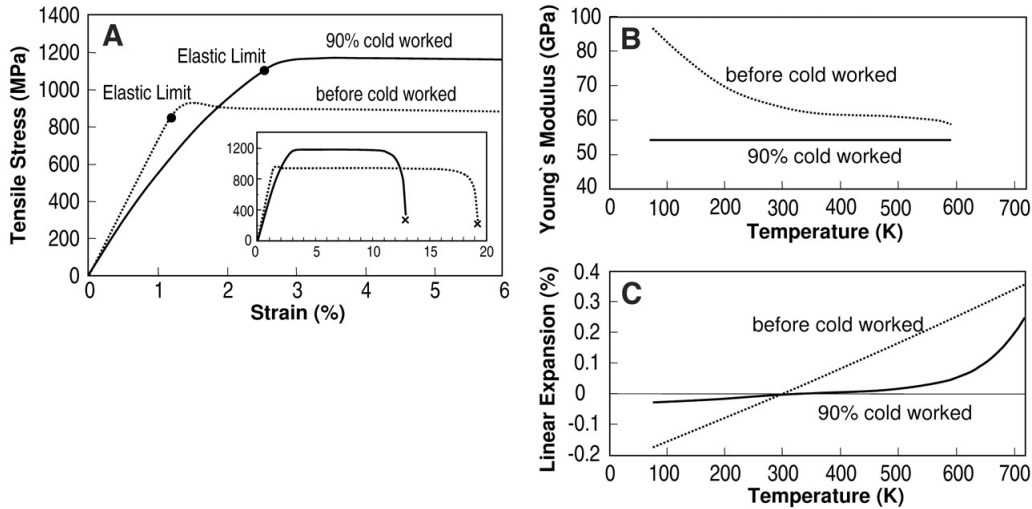 A
Tensile Stress (MPa)
1400
1200
1000
800
600
400
200
0
Elastic Limit
90% cold worked
Elastic Limit
before cold worked
1200
800
400
0
0 5 10 15 20
0 1 2 3 4 5 6
Strain (%)
B
Young`s Modulus (GPa)
100
90
80
70
60
50
40
before cold worked
90% cold worked
0 100 200 300 400 500 600 700
Temperature (K)
C
Linear Expansion (%)
0.4
0.3
0.2
0.1
0
-0.1
-0.2
before cold worked
90% cold worked
0 100 200 300 400 500 600 700
Temperature (K)